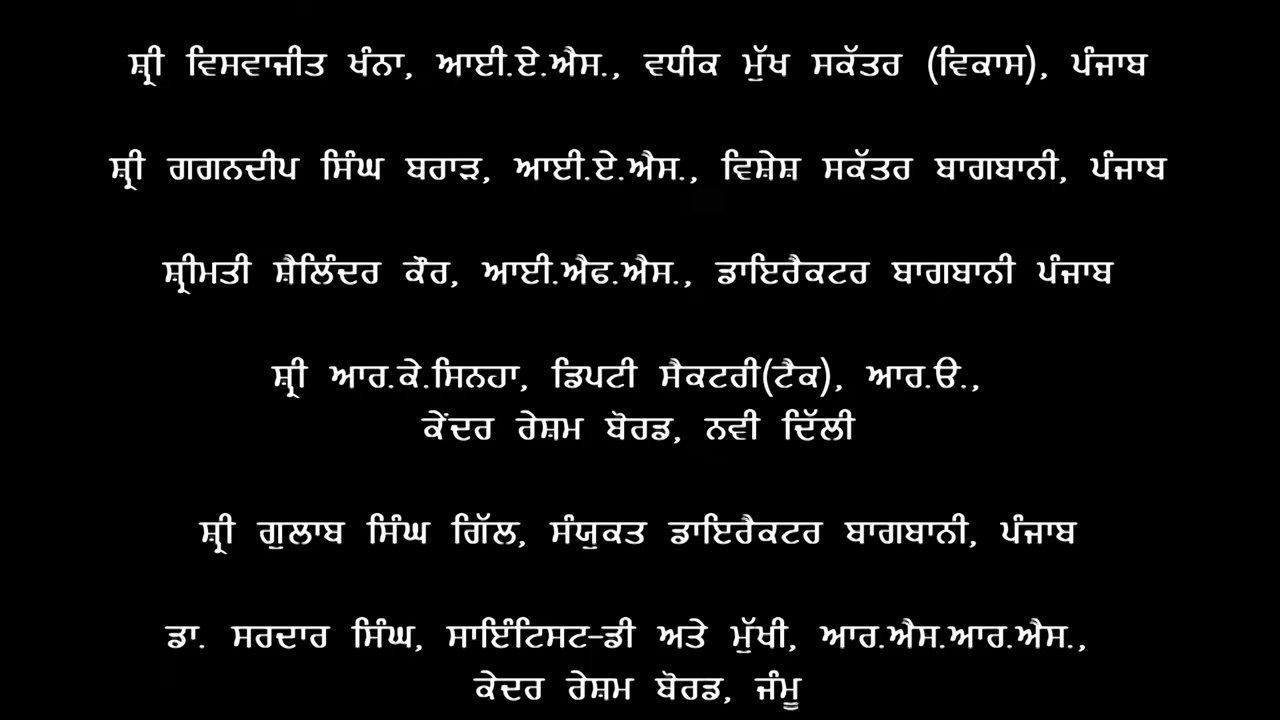 ਸ਼੍ਰੀ ਵਿਸਵਾਜੀਤ ਖੰਨਾ, ਆਈ.ਏ.ਐਸ., ਵਧੀਕ ਮੁੱਖ ਸਕੱਤਰ (ਵਿਕਾਸ), ਪੰਜਾਬ
ਸ਼੍ਰੀ ਗਗਨਦੀਪ ਸਿੰਘ ਬਰਾੜ, ਆਈ.ਏ.ਐਸ., ਵਿਸ਼ੇਸ਼ ਸਕੱਤਰ ਬਾਗਬਾਨੀ, ਪੰਜਾਬ
ਸ਼੍ਰੀਮਤੀ ਸ਼ੈਲਿੰਦਰ ਕੌਰ, ਆਈ.ਐਫ.ਐਸ., ਡਾਇਰੈਕਟਰ ਬਾਗਬਾਨੀ ਪੰਜਾਬ
ਸ਼੍ਰੀ ਆਰ.ਕੇ.ਸਿਨਹਾ, ਡਿਪਟੀ ਸੈਕਟਰੀ(ਟੈਕ), ਆਰ.ੳ.,
ਕੇਂਦਰ ਰੇਸ਼ਮ ਬੋਰਡ, ਨਵੀ ਦਿੱਲੀ
ਸ਼੍ਰੀ ਗੁਲਾਬ ਸਿੰਘ ਗਿੱਲ, ਸੰਯੁਕਤ ਡਾਇਰੈਕਟਰ ਬਾਗਬਾਨੀ, ਪੰਜਾਬ
ਡਾ. ਸਰਦਾਰ ਸਿੰਘ, ਸਾਇੰਟਿਸਟ-ਡੀ ਅਤੇ ਮੁੱਖੀ, ਆਰ.ਐਸ.ਆਰ.ਐਸ.,
ਕੇਦਰ ਰੇਸ਼ਮ ਬੋਰਡ, ਜੰਮੂ